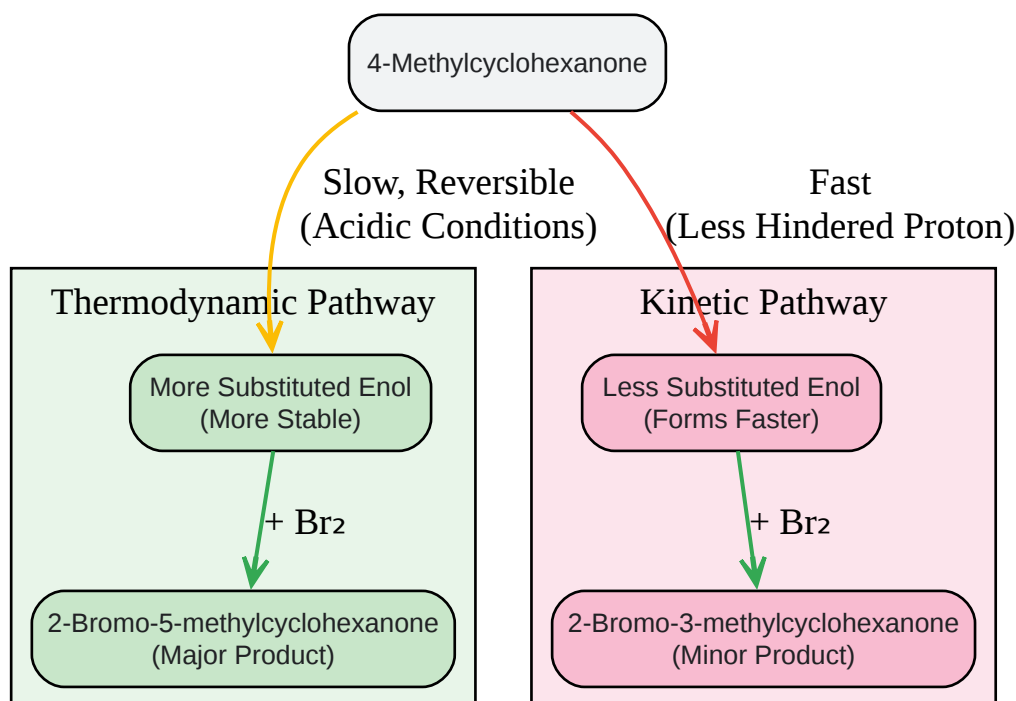 4-Methylcyclohexanone
Slow, Reversible
(Acidic Conditions)
Fast
(Less Hindered Proton)
Thermodynamic Pathway
Kinetic Pathway
More Substituted Enol
(More Stable)
Less Substituted Enol
(Forms Faster)
+ Br₂
+ Br₂
2-Bromo-5-methylcyclohexanone
(Major Product)
2-Bromo-3-methylcyclohexanone
(Minor Product)